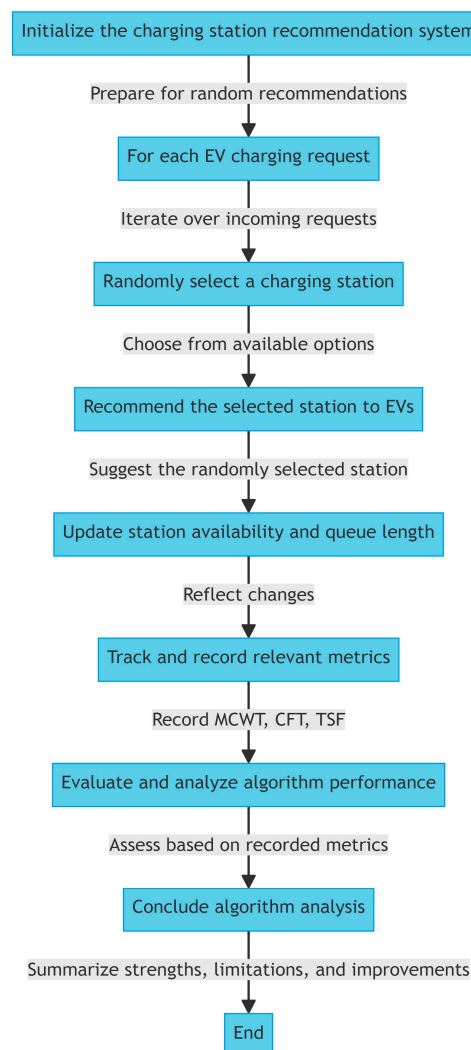 Initialize the charging station recommendation system
Prepare for random recommendations
For each EV charging request
Iterate over incoming requests
Randomly select a charging station
Choose from available options
Recommend the selected station to EVs
Suggest the randomly selected station
Update station availability and queue length
Reflect changes
Track and record relevant metrics
Record MCWT, CFT, TSF
Evaluate and analyze algorithm performance
Assess based on recorded metrics
Conclude algorithm analysis
Summarize strengths, limitations, and improvements
End